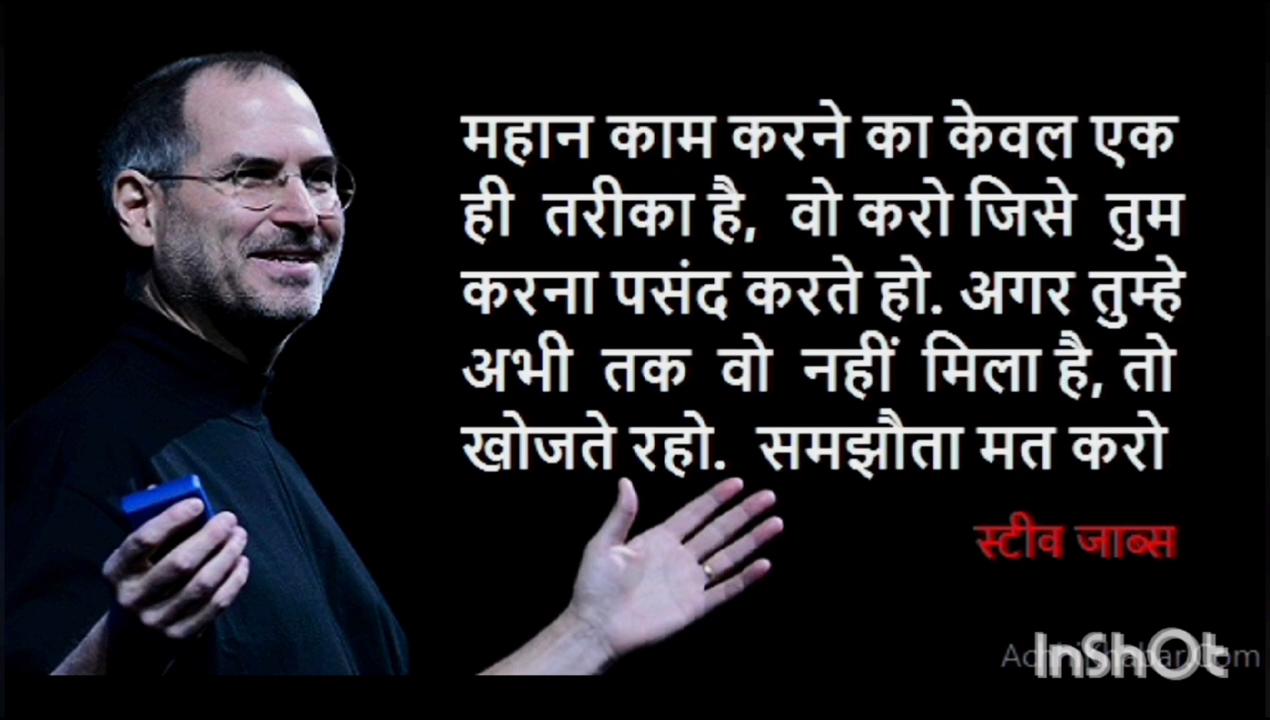 महान काम करने का केवल एक
ही तरीका है, वो करो जिसे तुम
करना पसंद करते हो. अगर तुम्हे
अभी तक वो नहीं मिला है, तो
खोजते रहो. समझौता मत करो
स्टीव जाब्स
InShOt